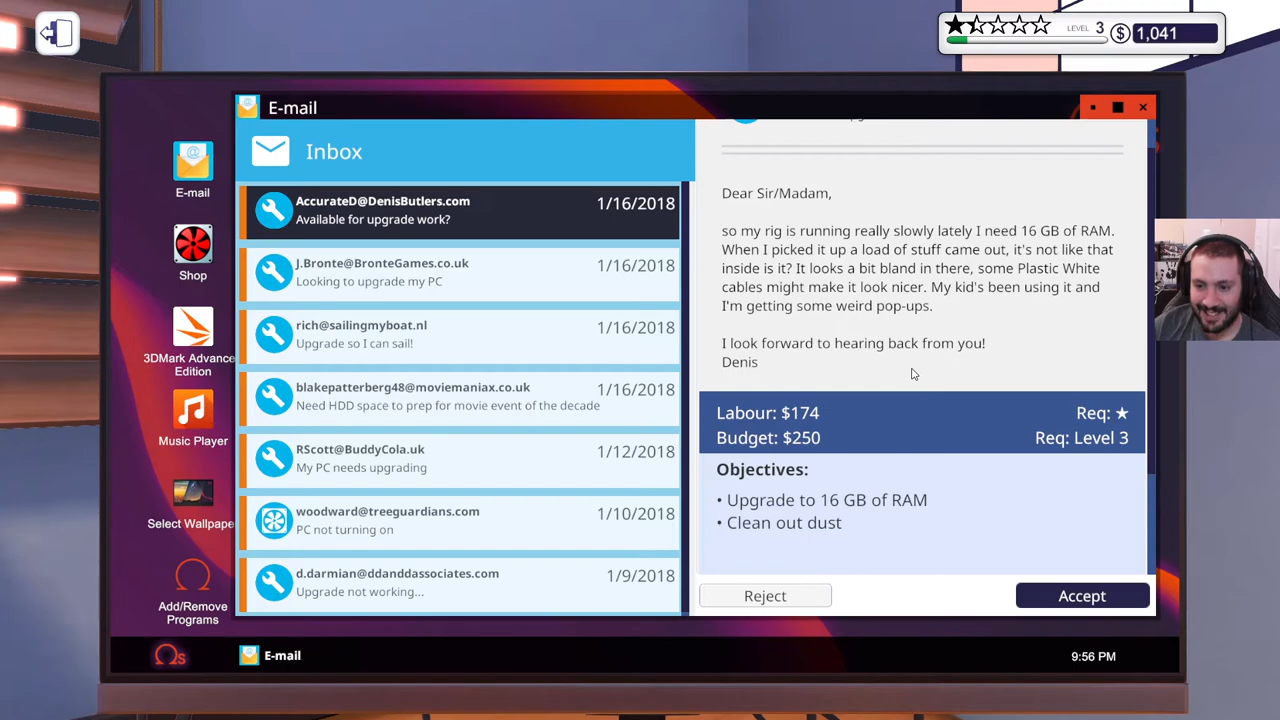 LEVEL 3
$ 1,041
E-mail
Inbox
AccurateD@DenisButlers.com 1/16/2018
Available for upgrade work?
J.Bronte@BronteGames.co.uk 1/16/2018
Looking to upgrade my PC
rich@sailingmyboat.nl 1/16/2018
Upgrade so I can sail!
blakepatterberg48@moviemaniax.co.uk 1/16/2018
Need HDD space to prep for movie event of the decade
RScott@BuddyCola.uk 1/12/2018
My PC needs upgrading
woodward@treeguardians.com 1/10/2018
PC not turning on
d.darmian@ddanddassociates.com 1/9/2018
Upgrade not working...
Dear Sir/Madam,
so my rig is running really slowly lately I need 16 GB of RAM.
When I picked it up a load of stuff came out, it's not like that
inside is it? It looks a bit bland in there, some Plastic White
cables might make it look nicer. My kid's been using it and
I'm getting some weird pop-ups.
I look forward to hearing back from you!
Denis
Labour: $174 Req: ★
Budget: $250 Req: Level 3
Objectives:
• Upgrade to 16 GB of RAM
• Clean out dust
Reject
Accept
E-mail
Shop
3DMark Advance
Edition
Music Player
Select Wallpape
Add/Remove
Programs
Ωs
E-mail
9:56 PM